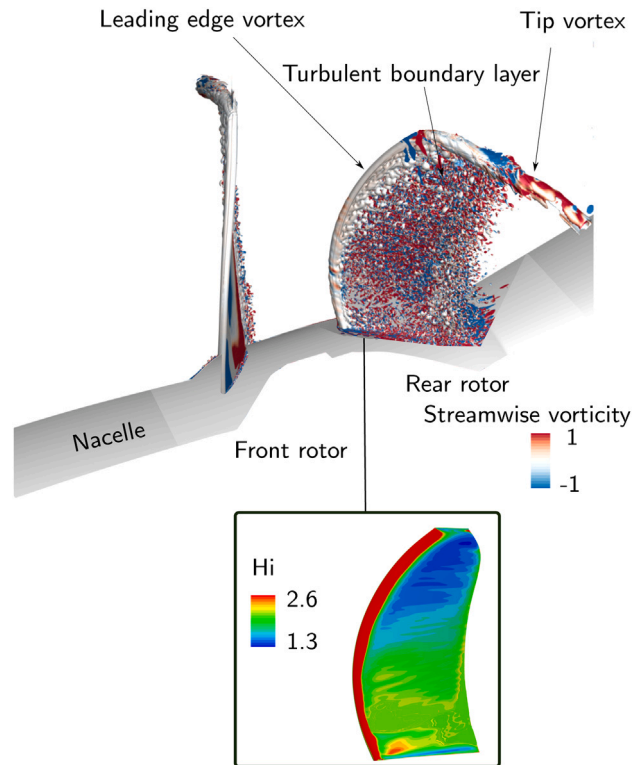 Leading edge vortex
Tip vortex
Turbulent boundary layer
Nacelle
Front rotor
Rear rotor
Streamwise vorticity
1
-1
Hi
2.6
1.3